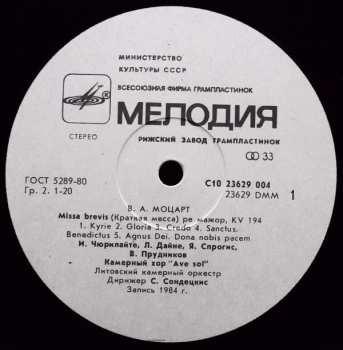 МИНИСТЕРСТВО
КУЛЬТУРЫ СССР
ВСЕСОЮЗНАЯ ФИРМА ГРАМПЛАСТИНОК
МЕЛОДИЯ
СТЕРЕО
РИЖСКИЙ ЗАВОД ГРАМПЛАСТИНОК
33
ГОСТ 5289-80
Гр. 2. 1-20
С10 23629 004
23629 DMM
1
В. А. МОЦАРТ
Missa brevis (Краткая месса) ре мажор, KV 194
1. Kyrie 2. Gloria 3. Credo 4. Sanctus.
Benedictus 5. Agnus Dei. Dona nobis pacem
И. Чюрилайте, Л. Дайне, Я. Спрогис,
В. Прудников
Камерный хор "Ave sol"
Литовский камерный оркестр
Дирижер С. Сондецкис
Запись 1984 г.